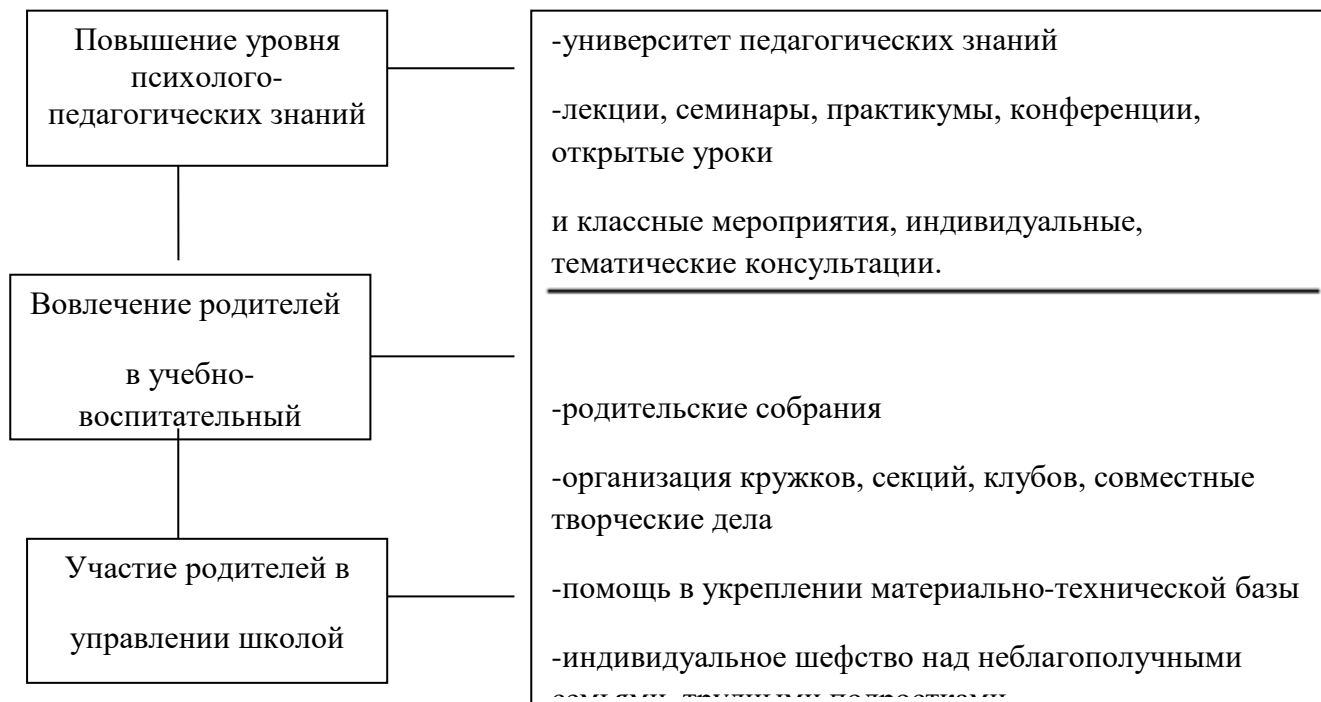 Повышение уровня
психолого-
педагогических знаний
-университет педагогических знаний
-лекции, семинары, практикумы, конференции,
открытые уроки
и классные мероприятия, индивидуальные,
тематические консультации.
Вовлечение родителей
в учебно-
воспитательный
-родительские собрания
-организация кружков, секций, клубов, совместные
творческие дела
-помощь в укреплении материально-технической базы
-индивидуальное шефство над неблагополучными
Участие родителей в
управлении школой